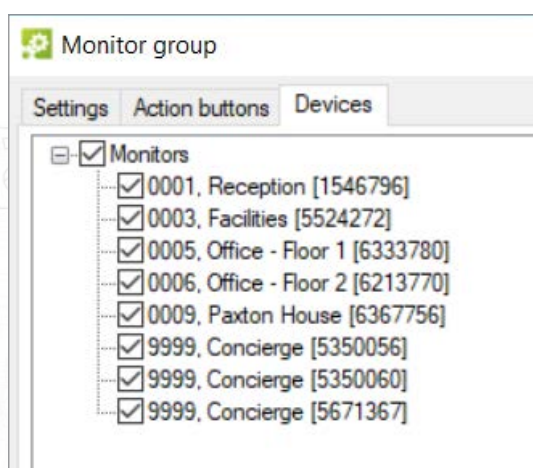 Monitor group
Settings Action buttons Devices
Monitors
0001, Reception [1546796]
0003, Facilities [5524272]
0005, Office - Floor 1 [6333780]
0006, Office - Floor 2 [6213770]
0009, Paxton House [6367756]
9999, Concierge [5350056]
9999, Concierge [5350060]
9999, Concierge [5671367]